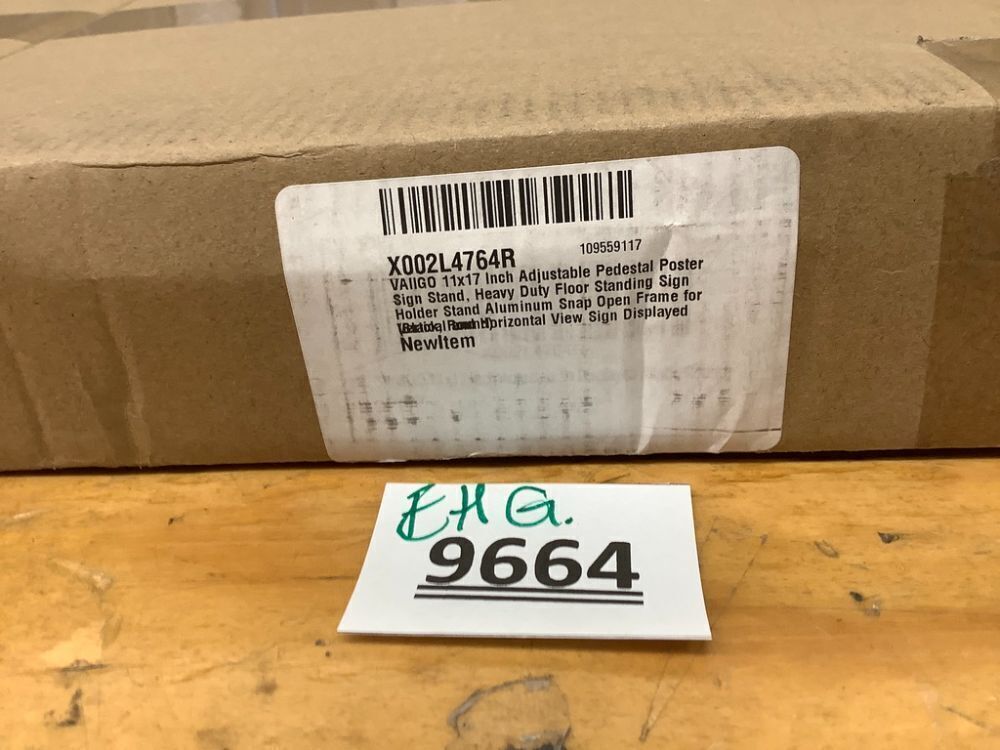 X002L4764R
109559117
VAIIGO 11x17 Inch Adjustable Pedestal Poster
Sign Stand, Heavy Duty Floor Standing Sign
Holder Stand Aluminum Snap Open Frame for
Horizontal View Sign Displayed
NewItem
EHG.
9664